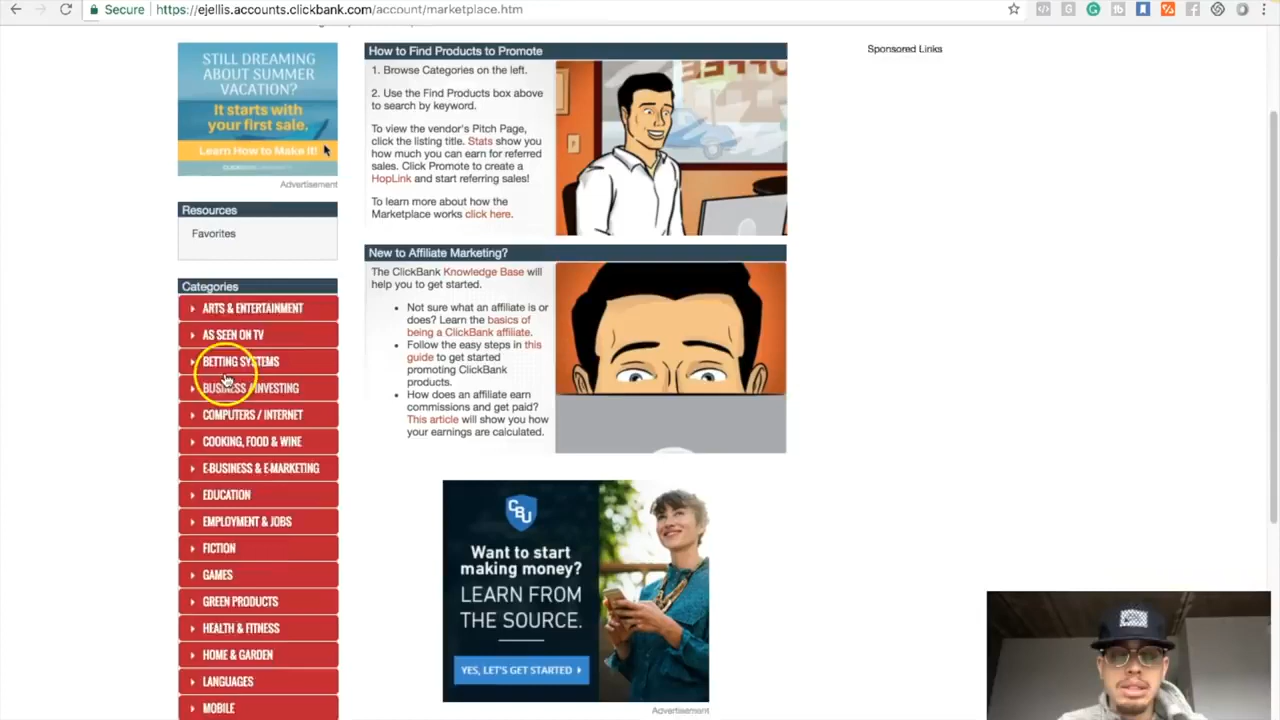 Secure
https://ejellis.accounts.clickbank.com/account/marketplace.htm
STILL DREAMING
ABOUT SUMMER
VACATION?
It starts with
your first sale.
Learn How to Make it!
Advertisement
Resources
Favorites
Categories
ARTS & ENTERTAINMENT
AS SEEN ON TV
BETTING SYSTEMS
BUSINESS / INVESTING
COMPUTERS / INTERNET
COOKING, FOOD & WINE
E-BUSINESS & E-MARKETING
EDUCATION
EMPLOYMENT & JOBS
FICTION
GAMES
GREEN PRODUCTS
HEALTH & FITNESS
HOME & GARDEN
LANGUAGES
MOBILE
How to Find Products to Promote
1. Browse Categories on the left.
2. Use the Find Products box above
to search by keyword.
To view the vendor's Pitch Page,
click the listing title. Stats show you
how much you can earn for referred
sales. Click Promote to create a
HopLink and start referring sales!
To learn more about how the
Marketplace works click here.
New to Affiliate Marketing?
The ClickBank Knowledge Base will
help you to get started.
• Not sure what an affiliate is or
does? Learn the basics of
being a ClickBank affiliate.
• Follow the easy steps in this
guide to get started
promoting ClickBank
products.
• How does an affiliate earn
commissions and get paid?
This article will show you how
your earnings are calculated.
CBU
Want to start
making money?
LEARN FROM
THE SOURCE.
YES, LET'S GET STARTED
Advertisement
Sponsored Links